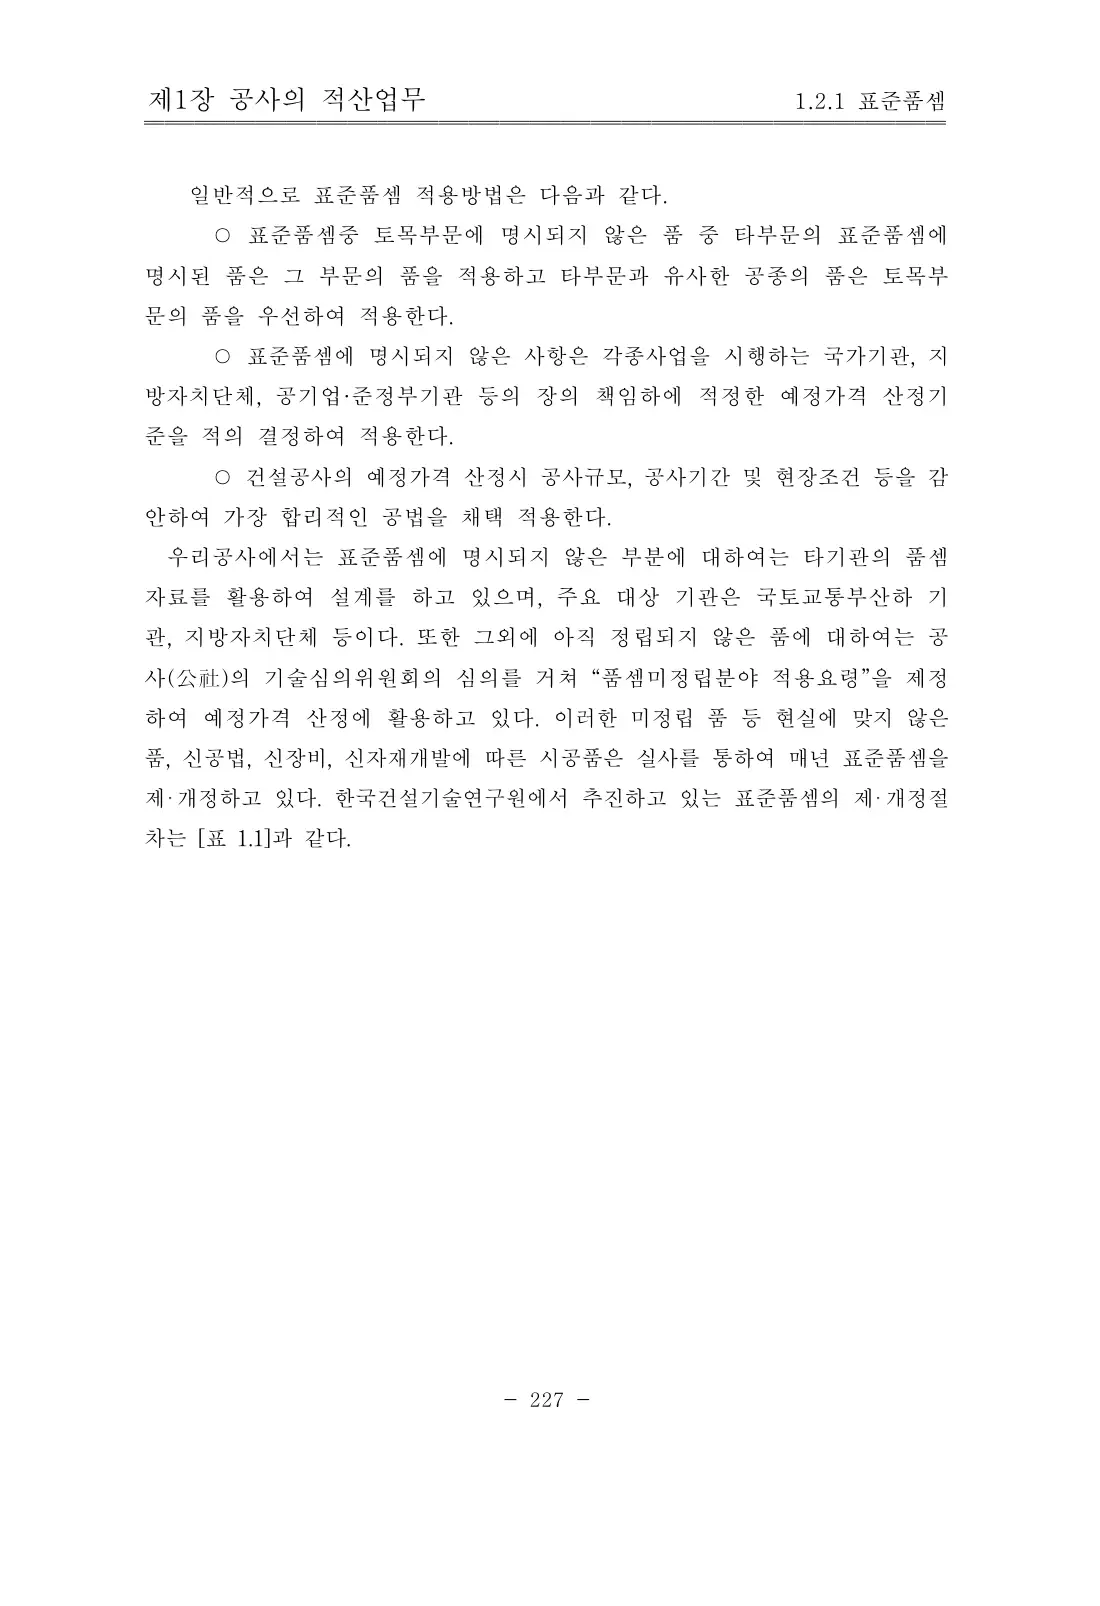 제1장 공사의 적산업무 1.2.1 표준품셈
일반적으로 표준품셈 적용방법은 다음과 같다.
○ 표준품셈중 토목부문에 명시되지 않은 품 중 타부문의 표준품셈에
명시된 품은 그 부문의 품을 적용하고 타부문과 유사한 공종의 품은 토목부
문의 품을 우선하여 적용한다.
○ 표준품셈에 명시되지 않은 사항은 각종사업을 시행하는 국가기관, 지
방자치단체, 공기업·준정부기관 등의 장의 책임하에 적정한 예정가격 산정기
준을 적의 결정하여 적용한다.
○ 건설공사의 예정가격 산정시 공사규모, 공사기간 및 현장조건 등을 감
안하여 가장 합리적인 공법을 채택 적용한다.
우리공사에서는 표준품셈에 명시되지 않은 부분에 대하여는 타기관의 품셈
자료를 활용하여 설계를 하고 있으며, 주요 대상 기관은 국토교통부산하 기
관, 지방자치단체 등이다. 또한 그외에 아직 정립되지 않은 품에 대하여는 공
사(公社)의 기술심의위원회의 심의를 거쳐 “품셈미정립분야 적용요령”을 제정
하여 예정가격 산정에 활용하고 있다. 이러한 미정립 품 등 현실에 맞지 않은
품, 신공법, 신장비, 신자재개발에 따른 시공품은 실사를 통하여 매년 표준품셈을
제·개정하고 있다. 한국건설기술연구원에서 추진하고 있는 표준품셈의 제·개정절
차는 [표 1.1]과 같다.
- 227 -